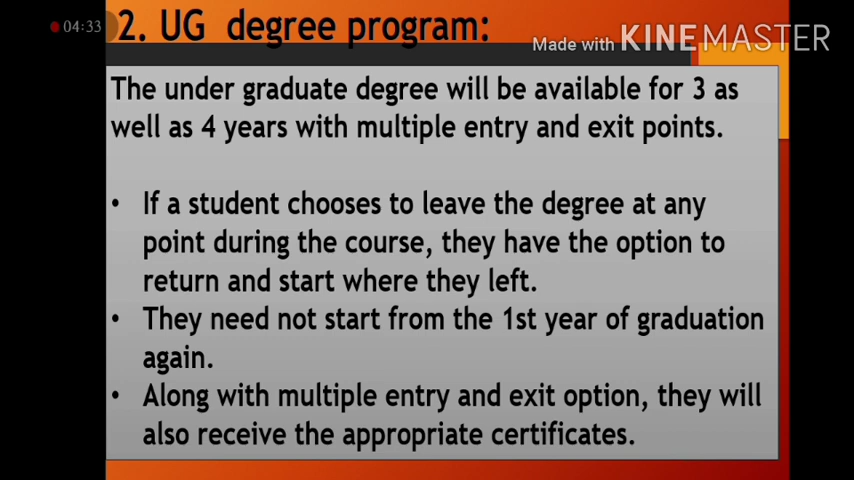 04:33
2. UG degree program:
Made with KINEMASTER
The under graduate degree will be available for 3 as
well as 4 years with multiple entry and exit points.
• If a student chooses to leave the degree at any
point during the course, they have the option to
return and start where they left.
• They need not start from the 1st year of graduation
again.
• Along with multiple entry and exit option, they will
also receive the appropriate certificates.